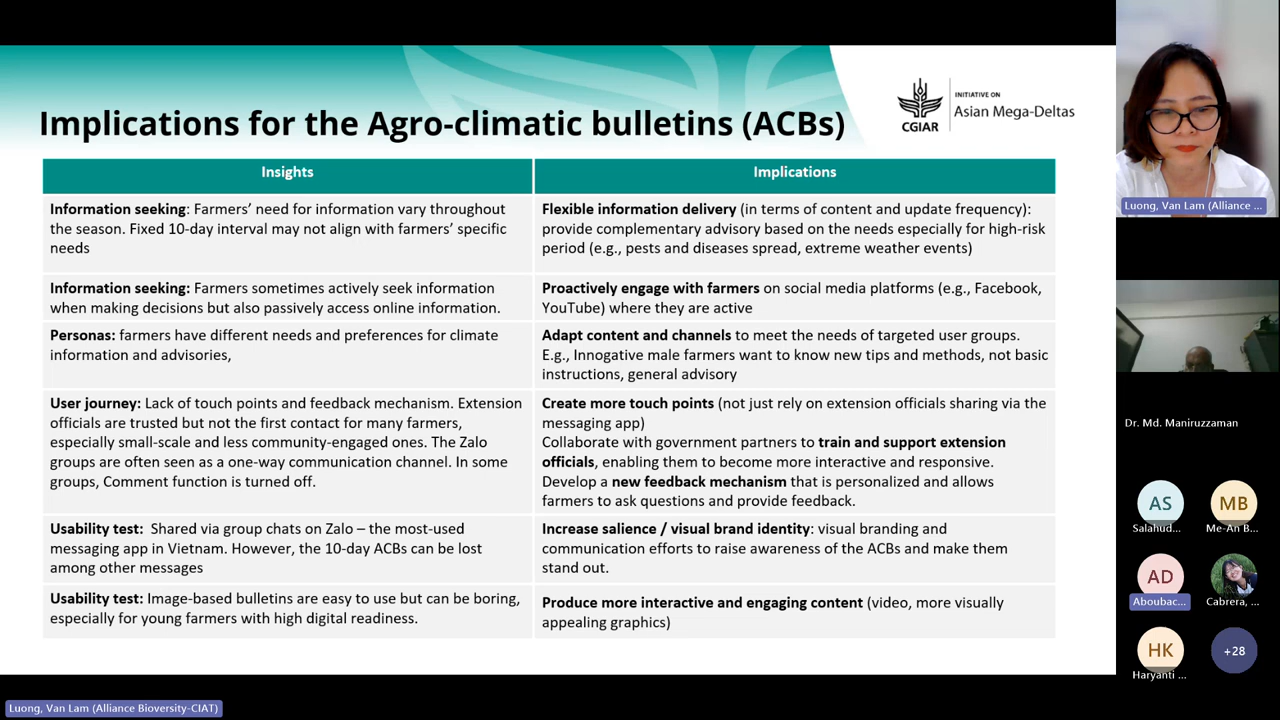 Implications for the Agro-climatic bulletins (ACBs)
CGIAR
INITIATIVE ON
Asian Mega-Deltas
Insights
Implications
Information seeking: Farmers' need for information vary throughout
the season. Fixed 10-day interval may not align with farmers' specific
needs
Flexible information delivery (in terms of content and update frequency):
provide complementary advisory based on the needs especially for high-risk
period (e.g., pests and diseases spread, extreme weather events)
Information seeking: Farmers sometimes actively seek information
when making decisions but also passively access online information.
Proactively engage with farmers on social media platforms (e.g., Facebook,
YouTube) where they are active
Personas: farmers have different needs and preferences for climate
information and advisories,
Adapt content and channels to meet the needs of targeted user groups.
E.g., Innogative male farmers want to know new tips and methods, not basic
instructions, general advisory
User journey: Lack of touch points and feedback mechanism. Extension
officials are trusted but not the first contact for many farmers,
especially small-scale and less community-engaged ones. The Zalo
groups are often seen as a one-way communication channel. In some
groups, Comment function is turned off.
Create more touch points (not just rely on extension officials sharing via the
messaging app)
Collaborate with government partners to train and support extension
officials, enabling them to become more interactive and responsive.
Develop a new feedback mechanism that is personalized and allows
farmers to ask questions and provide feedback.
Usability test: Shared via group chats on Zalo – the most-used
messaging app in Vietnam. However, the 10-day ACBs can be lost
among other messages
Increase salience / visual brand identity: visual branding and
communication efforts to raise awareness of the ACBs and make them
stand out.
Usability test: Image-based bulletins are easy to use but can be boring,
especially for young farmers with high digital readiness.
Produce more interactive and engaging content (video, more visually
appealing graphics)
Luong, Van Lam (Alliance ...
Dr. Md. Maniruzzaman
AS
Salahud...
MB
Me-An B...
AD
Aboubac...
Cabrera, ...
HK
Haryanti ...
+28
Luong, Van Lam (Alliance Bioversity-CIAT)